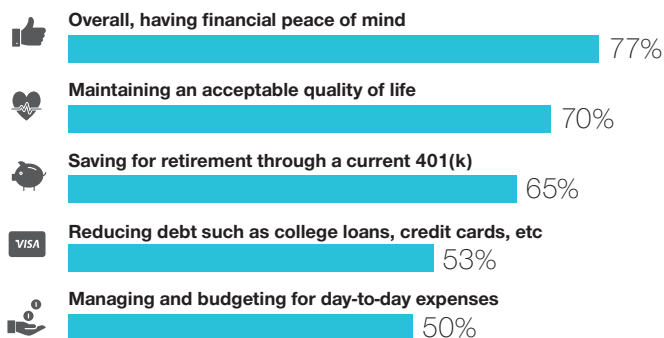 Overall, having financial peace of mind
77%
Maintaining an acceptable quality of life
70%
Saving for retirement through a current 401(k)
65%
Reducing debt such as college loans, credit cards, etc
VISA
53%
Managing and budgeting for day-to-day expenses
50%